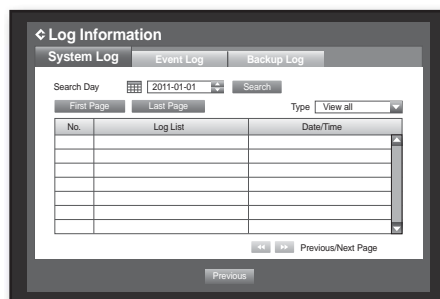 Log Information
System Log Event Log Backup Log
Search Day 2011-01-01 Search
First Page Last Page Type View all
No. Log List Date/Time
Previous/Next Page
Previous